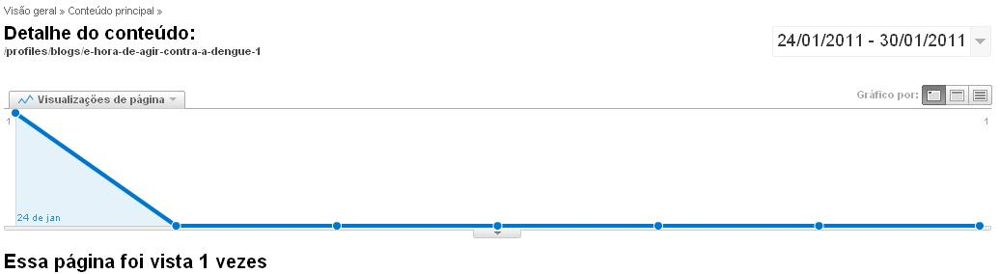 Visão geral » Conteúdo principal »
Detalhe do conteúdo:
/profiles/blogs/e-hora-de-agir-contra-a-dengue-1
24/01/2011 - 30/01/2011
Visualizações de página
Gráfico por:
1
1
24 de jan
Essa página foi vista 1 vezes